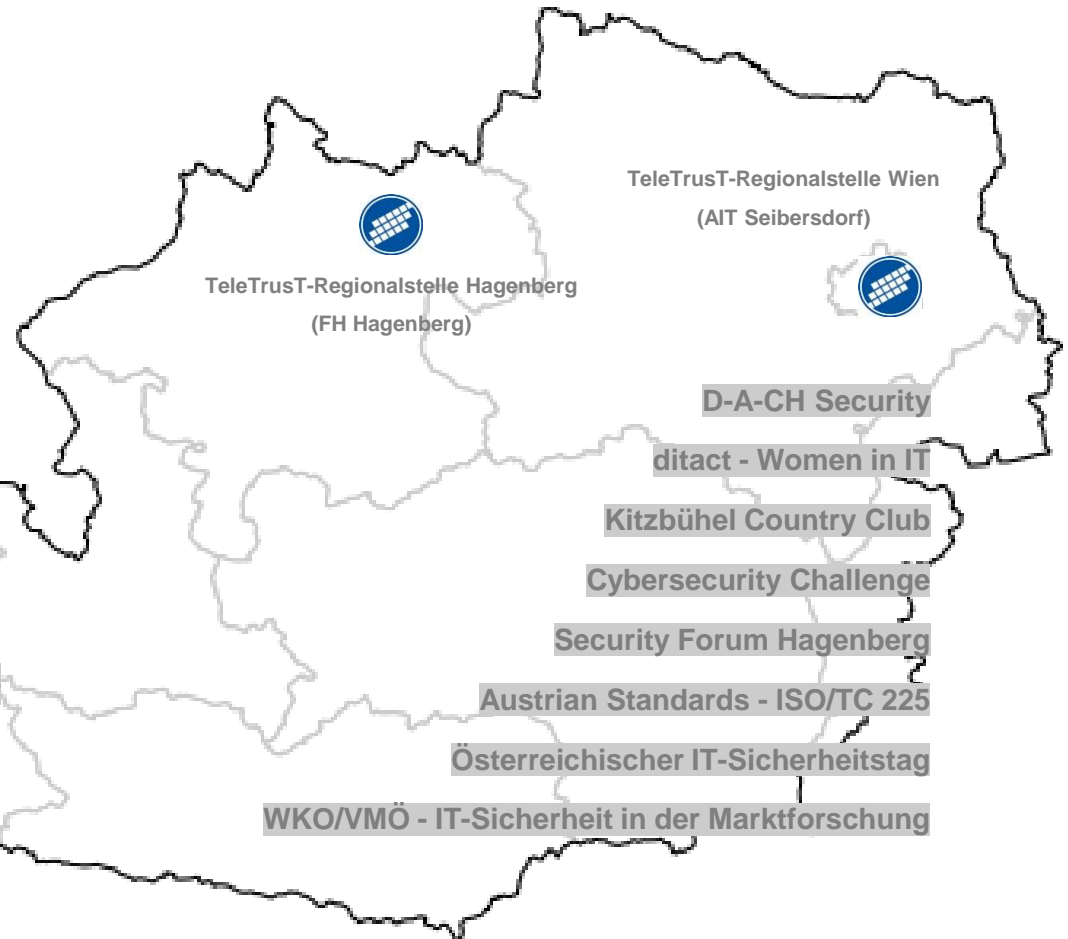 TeleTrusT-Regionalstelle Wien
(AIT Seibersdorf)
TeleTrusT-Regionalstelle Hagenberg
(FH Hagenberg)
D-A-CH Security
ditact - Women in IT
Kitzbühel Country Club
Cybersecurity Challenge
Security Forum Hagenberg
Austrian Standards - ISO/TC 225
Österreichischer IT-Sicherheitstag
WKO/VMÖ - IT-Sicherheit in der Marktforschung